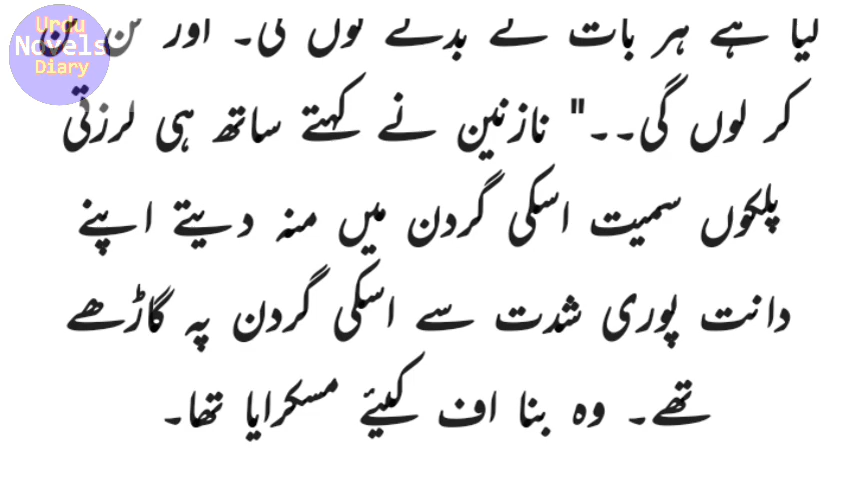 Urdu
Novels
Diary
لیا ہے ہر بات کے بدلے لوں گی۔ اور گن گن
کر لوں گی۔۔" نازنین نے کہتے ساتھ ہی لرزتی
پلکوں سمیت اسکی گردن میں منہ دیتے اپنے
دانت پوری شدت سے اسکی گردن پہ گاڑھے
تھے۔ وہ بنا اف کیئے مسکرایا تھا۔